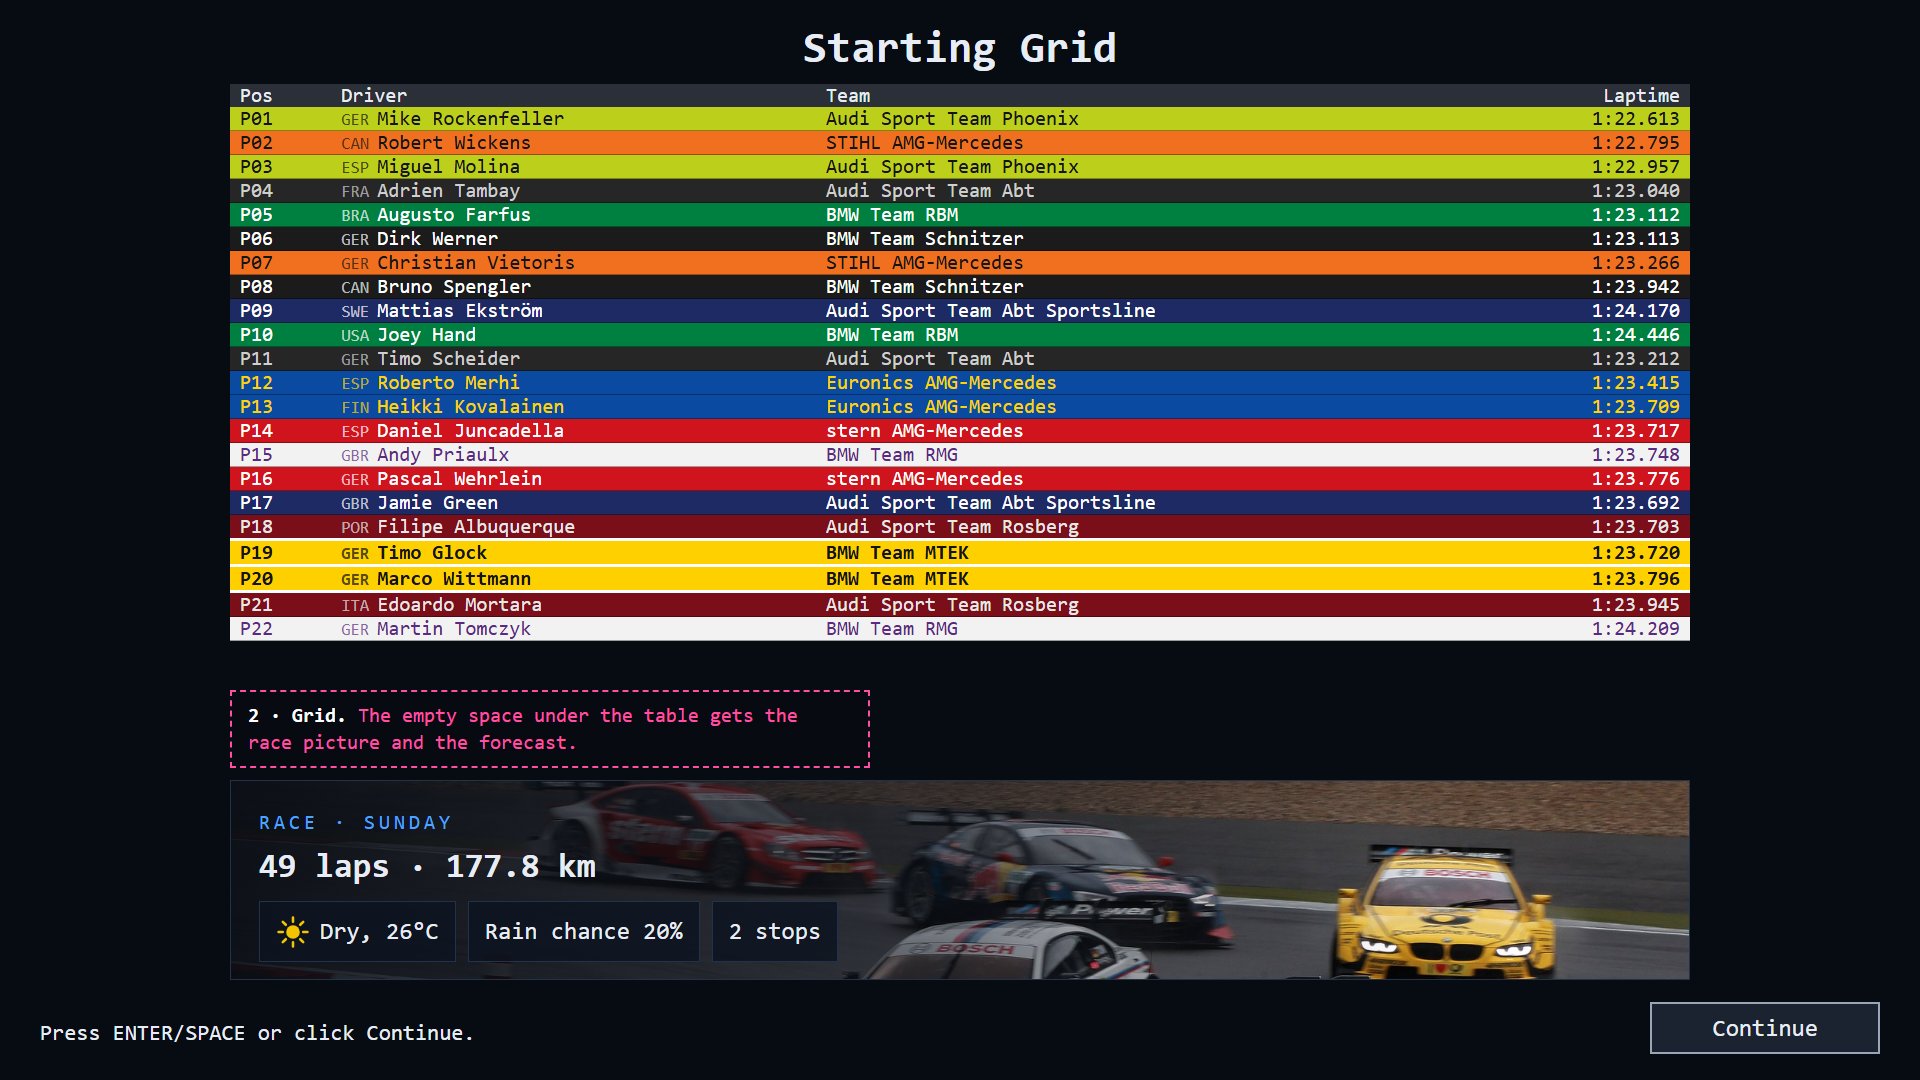 Starting Grid
Pos Driver Team Laptime
P01 GER Mike Rockenfeller Audi Sport Team Phoenix 1:22.613
P02 CAN Robert Wickens STIHL AMG-Mercedes 1:22.795
P03 ESP Miguel Molina Audi Sport Team Phoenix 1:22.957
P04 FRA Adrien Tambay Audi Sport Team Abt 1:23.040
P05 BRA Augusto Farfus BMW Team RBM 1:23.112
P06 GER Dirk Werner BMW Team Schnitzer 1:23.113
P07 GER Christian Vietoris STIHL AMG-Mercedes 1:23.266
P08 CAN Bruno Spengler BMW Team Schnitzer 1:23.942
P09 SWE Mattias Ekström Audi Sport Team Abt Sportsline 1:24.170
P10 USA Joey Hand BMW Team RBM 1:24.446
P11 GER Timo Scheider Audi Sport Team Abt 1:23.212
P12 ESP Roberto Merhi Euronics AMG-Mercedes 1:23.415
P13 FIN Heikki Kovalainen Euronics AMG-Mercedes 1:23.709
P14 ESP Daniel Juncadella stern AMG-Mercedes 1:23.717
P15 GBR Andy Priaulx BMW Team RMG 1:23.748
P16 GER Pascal Wehrlein stern AMG-Mercedes 1:23.776
P17 GBR Jamie Green Audi Sport Team Abt Sportsline 1:23.692
P18 POR Filipe Albuquerque Audi Sport Team Rosberg 1:23.703
P19 GER Timo Glock BMW Team MTEK 1:23.720
P20 GER Marco Wittmann BMW Team MTEK 1:23.796
P21 ITA Edoardo Mortara Audi Sport Team Rosberg 1:23.945
P22 GER Martin Tomczyk BMW Team RMG 1:24.209
2 · Grid. The empty space under the table gets the
race picture and the forecast.
RACE · SUNDAY
49 laps · 177.8 km
Dry, 26°C Rain chance 20% 2 stops
stern
Red Bull
Power
BOSCH
BOSCH
Press ENTER/SPACE or click Continue.
Continue